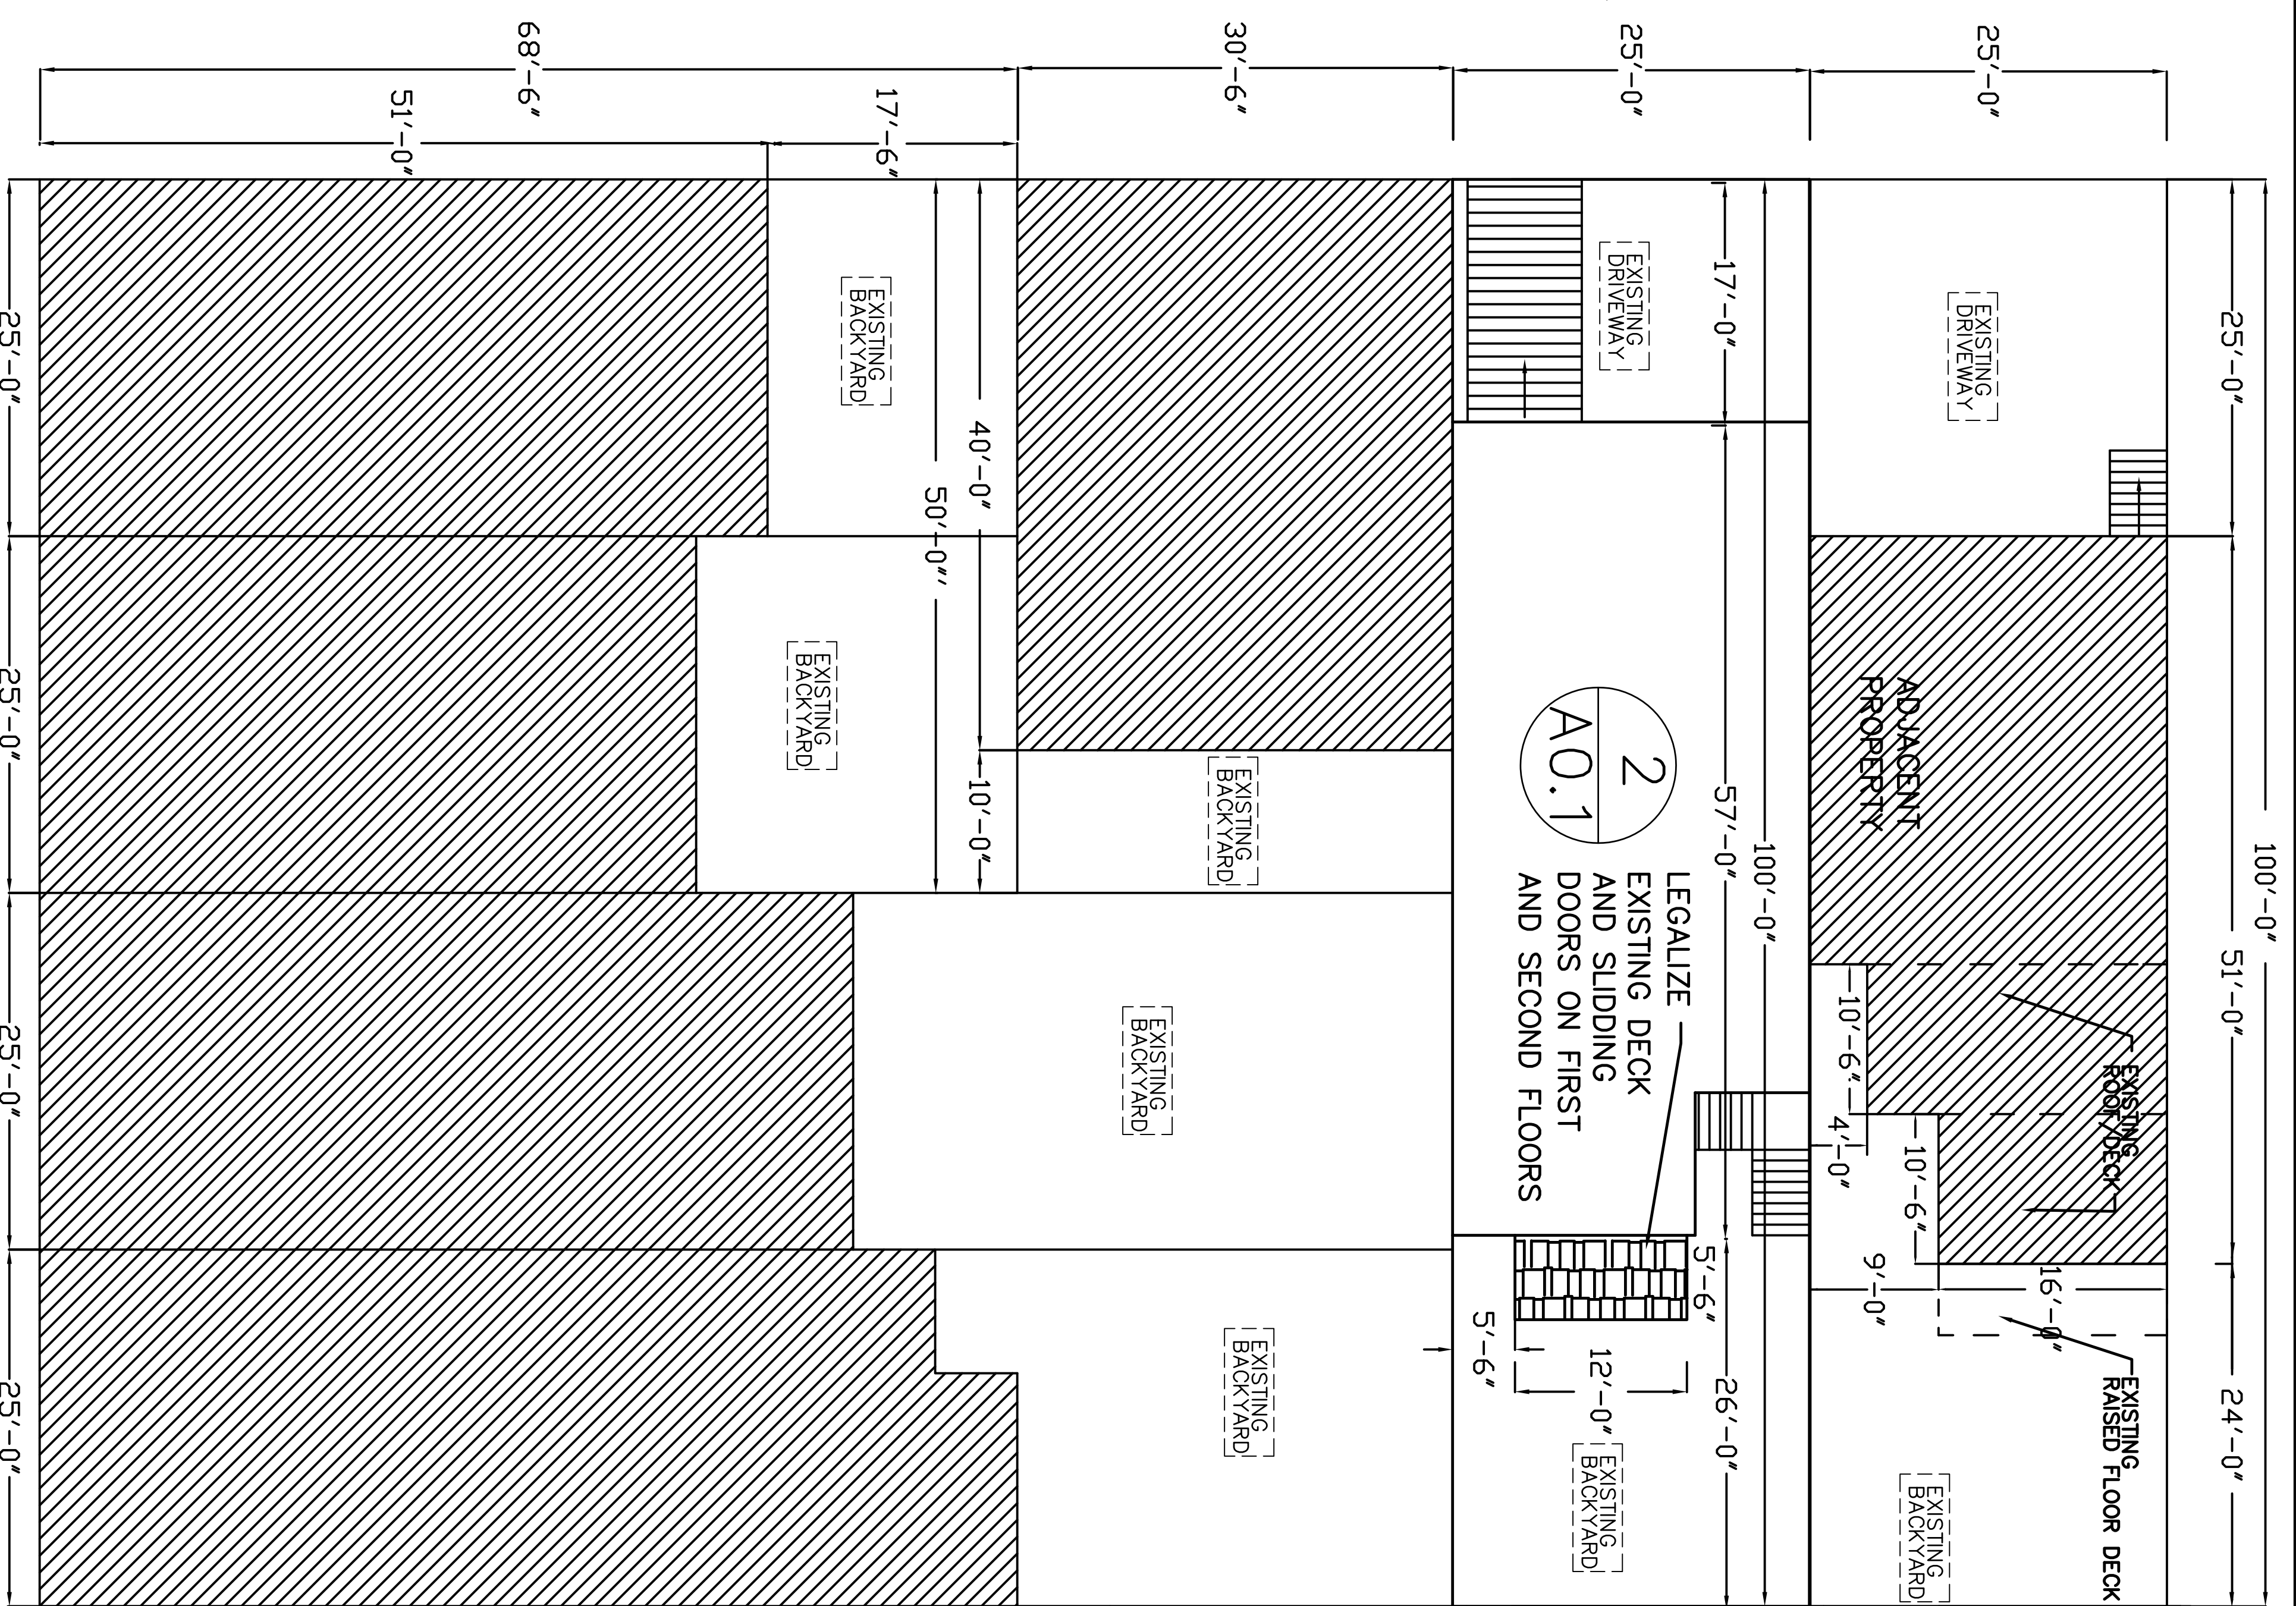 100'-0"
25'-0"
51'-0"
24'-0"
EXISTING
RAISED FLOOR DECK
EXISTING
ROOF/DECK
25'-0"
EXISTING
DRIVEWAY
ADJACENT
PROPERTY
10'-6"
4'-0"
10'-6"
9'-0"
16'-0"
EXISTING
BACKYARD
25'-0"
100'-0"
17'-0"
57'-0"
26'-0"
EXISTING
DRIVEWAY
2
A0.1
LEGALIZE
EXISTING DECK
AND SLIDDING
DOORS ON FIRST
AND SECOND FLOORS
5'-6"
12'-0"
5'-6"
EXISTING
BACKYARD
30'-6"
EXISTING
BACKYARD
EXISTING
BACKYARD
EXISTING
BACKYARD
40'-0"
10'-0"
50'-0"'
17'-6"
EXISTING
BACKYARD
EXISTING
BACKYARD
68'-6"
51'-0"
25'-0"
25'-0"
25'-0"
25'-0"